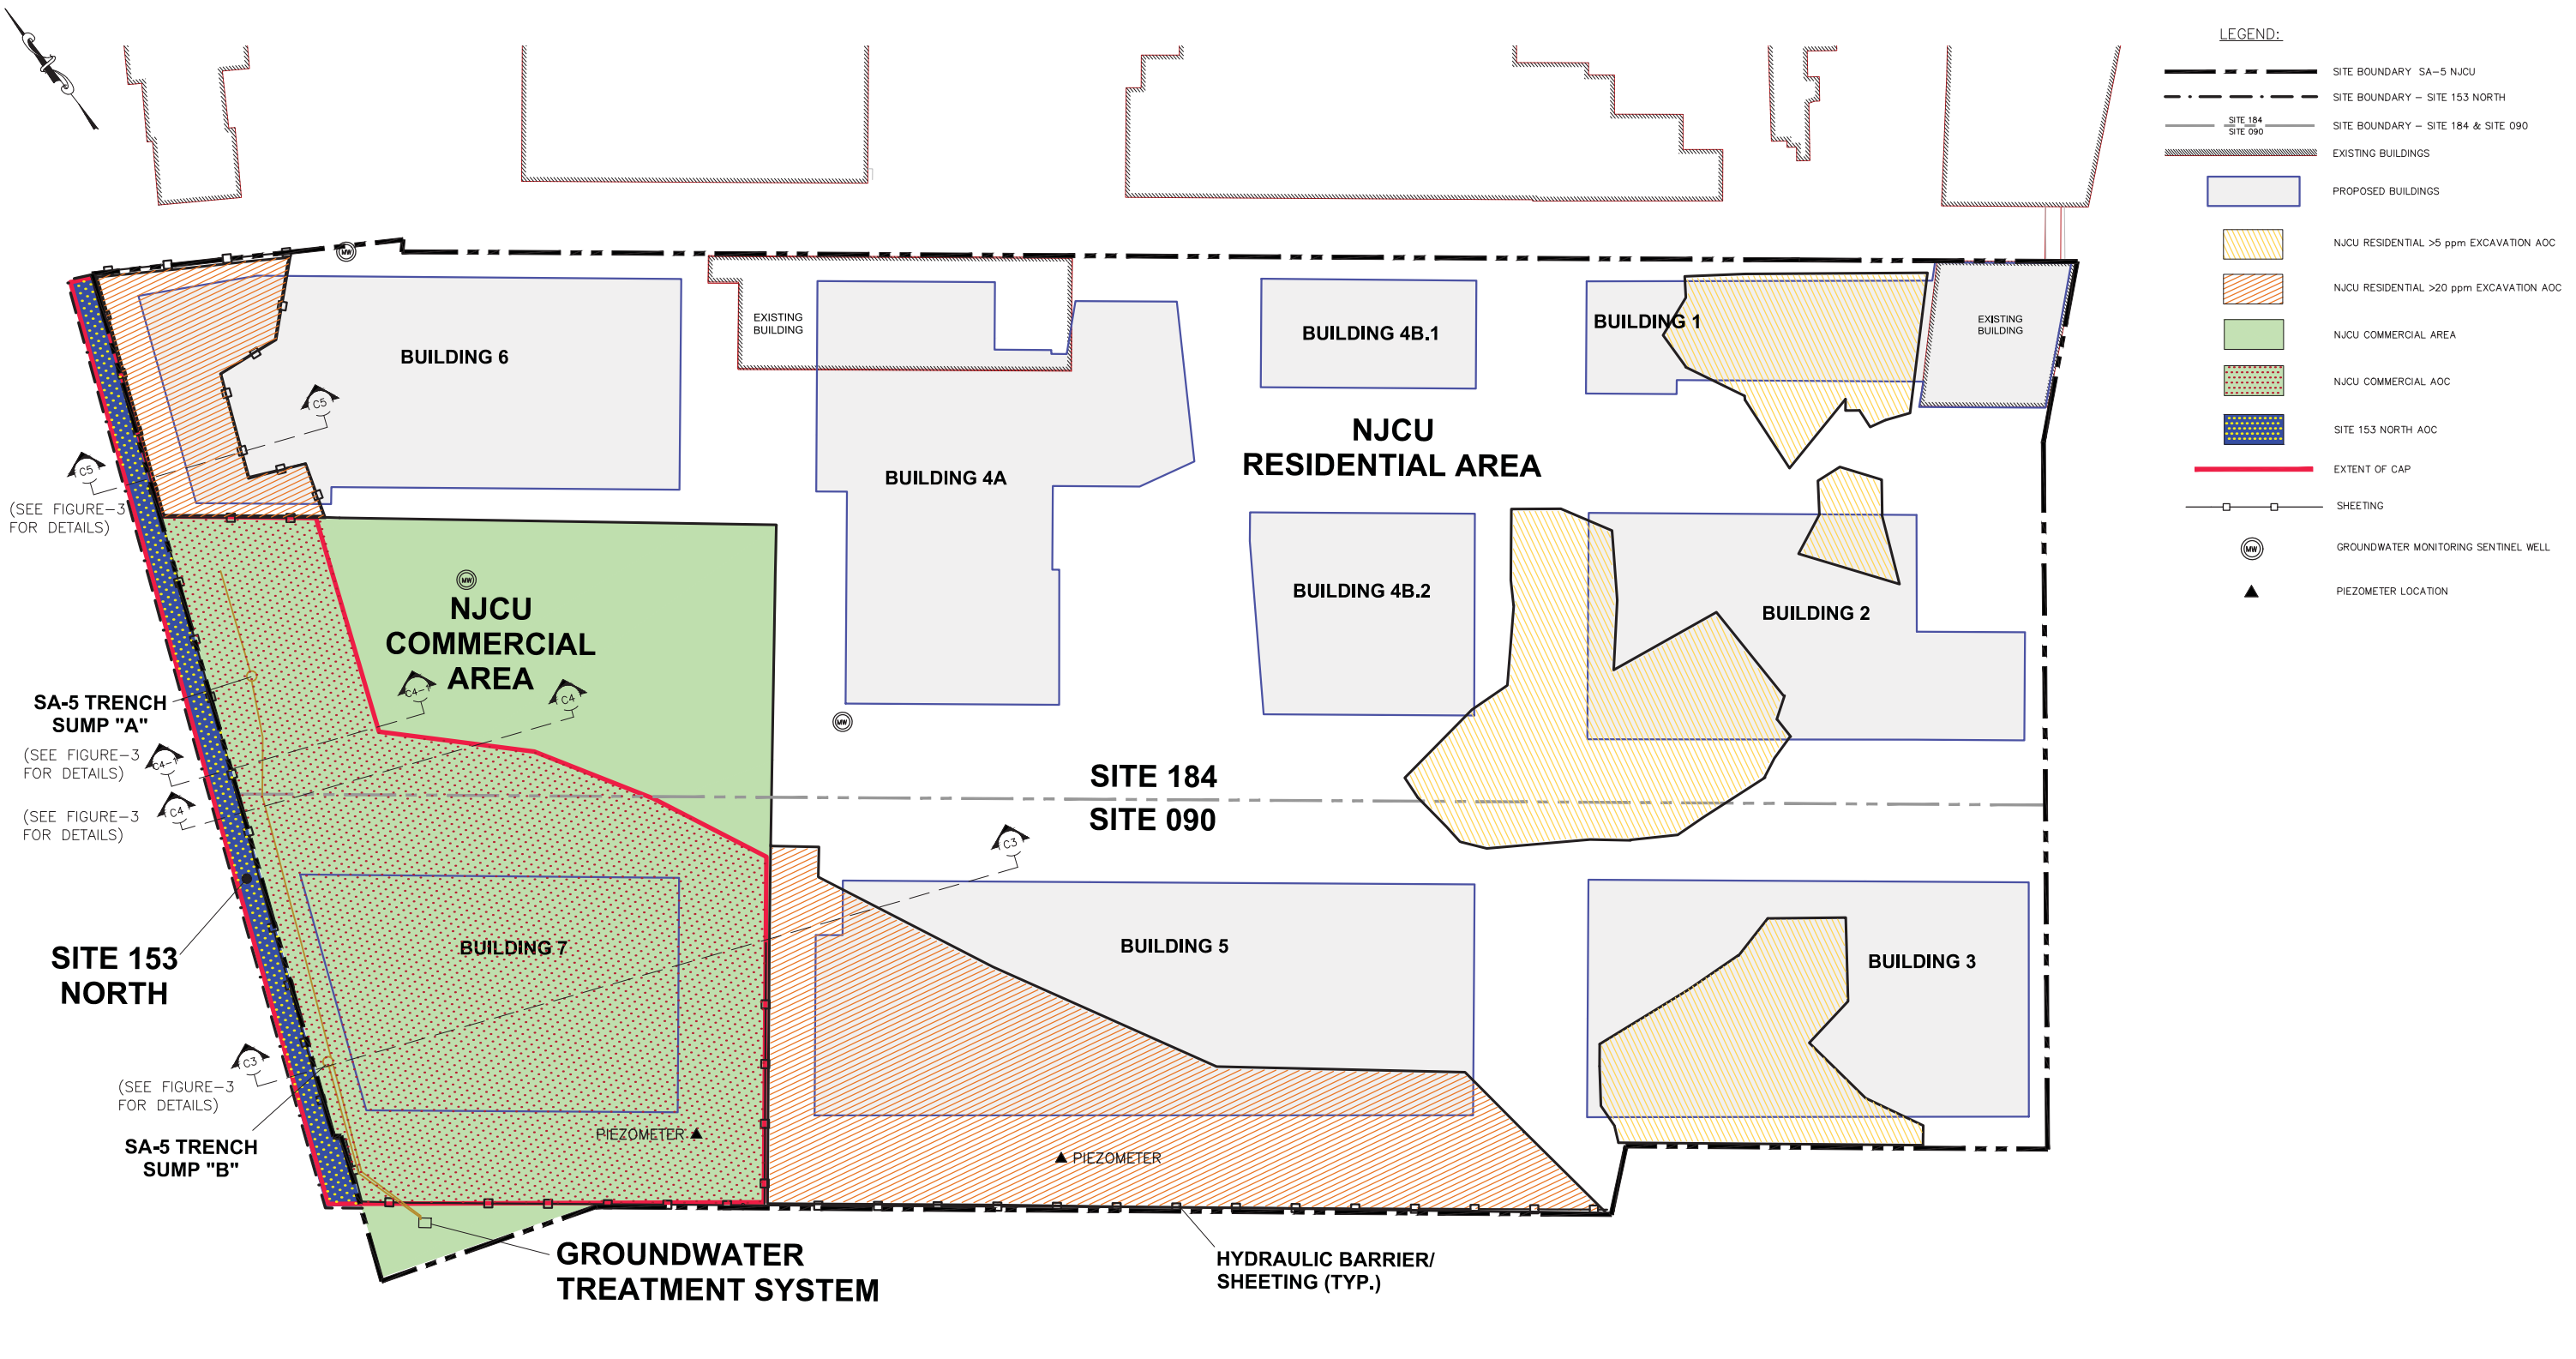 LEGEND:
SITE BOUNDARY SA-5 NJCU
SITE BOUNDARY - SITE 153 NORTH
SITE 184
SITE 090
SITE BOUNDARY - SITE 184 & SITE 090
EXISTING BUILDINGS
PROPOSED BUILDINGS
NJCU RESIDENTIAL >5 ppm EXCAVATION AOC
NJCU RESIDENTIAL >20 ppm EXCAVATION AOC
NJCU COMMERCIAL AREA
NJCU COMMERCIAL AOC
SITE 153 NORTH AOC
EXTENT OF CAP
SHEETING
MW
GROUNDWATER MONITORING SENTINEL WELL
PIEZOMETER LOCATION
MW
EXISTING
BUILDING
BUILDING 6
BUILDING 4B.1
BUILDING 1
EXISTING
BUILDING
C5
C5
(SEE FIGURE-3
FOR DETAILS)
BUILDING 4A
NJCU
RESIDENTIAL AREA
MW
NJCU
COMMERCIAL
AREA
BUILDING 4B.2
BUILDING 2
C4-1
C4
MW
SA-5 TRENCH
SUMP "A"
(SEE FIGURE-3
FOR DETAILS)
C4-1
(SEE FIGURE-3
FOR DETAILS)
C4
SITE 184
SITE 090
C3
BUILDING 7
BUILDING 5
BUILDING 3
SITE 153
NORTH
C3
(SEE FIGURE-3
FOR DETAILS)
SA-5 TRENCH
SUMP "B"
PIEZOMETER
PIEZOMETER
GROUNDWATER
TREATMENT SYSTEM
HYDRAULIC BARRIER/
SHEETING (TYP.)